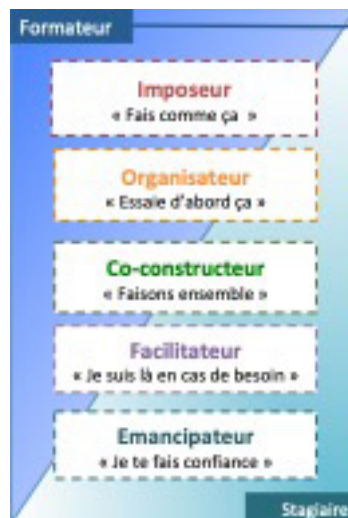 Formateur
Imposeur
« Fais comme ça »
Organisateur
« Essaie d'abord ça »
Co-constructeur
« Faisons ensemble »
Facilitateur
« Je suis là en cas de besoin »
Emancipateur
« Je te fais confiance »
Stagiaire